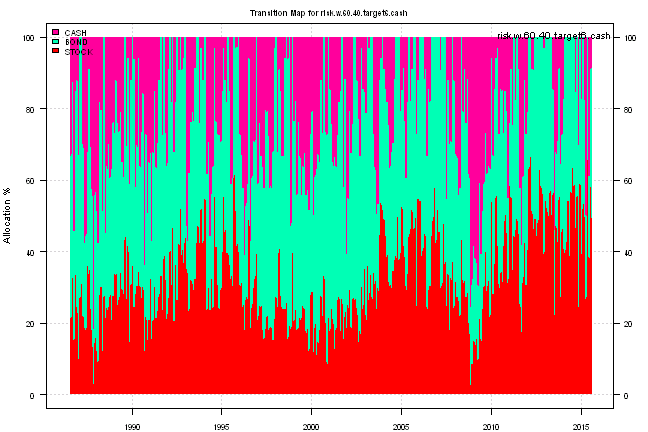 Transition Map for risk.w.60.40.target6.cash
risk.w.60.40.target6.cash
CASH
BOND
STOCK
Allocation %
100
80
60
40
20
0
100
80
60
40
20
0
1990 1995 2000 2005 2010 2015